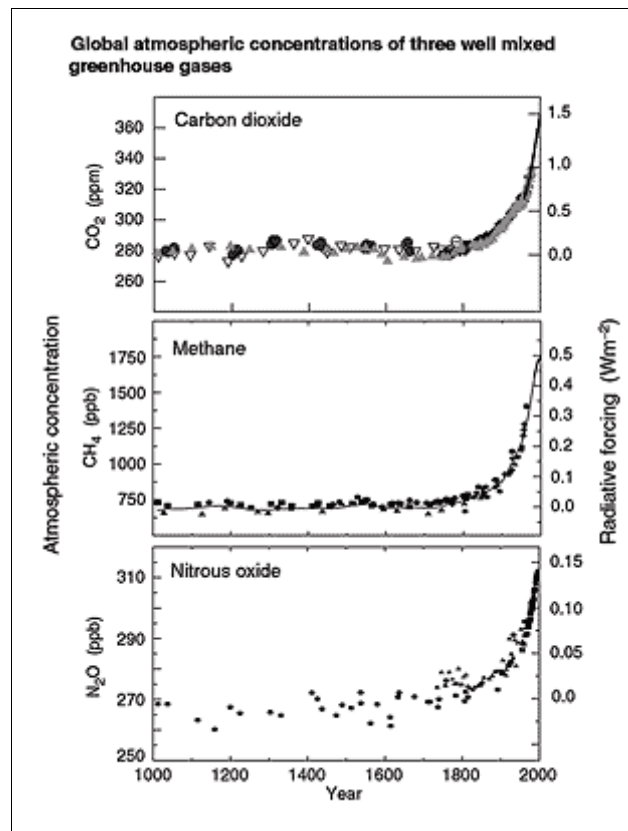 Global atmospheric concentrations of three well mixed
greenhouse gases
Atmospheric concentration
Radiative forcing (Wm⁻²)
Carbon dioxide
CO₂ (ppm)
360
340
320
300
280
260
1.5
1.0
0.5
0.0
Methane
CH₄ (ppb)
1750
1500
1250
1000
750
0.5
0.4
0.3
0.2
0.1
0.0
Nitrous oxide
N₂O (ppb)
310
290
270
250
0.15
0.10
0.05
0.0
1000 1200 1400 1600 1800 2000
Year